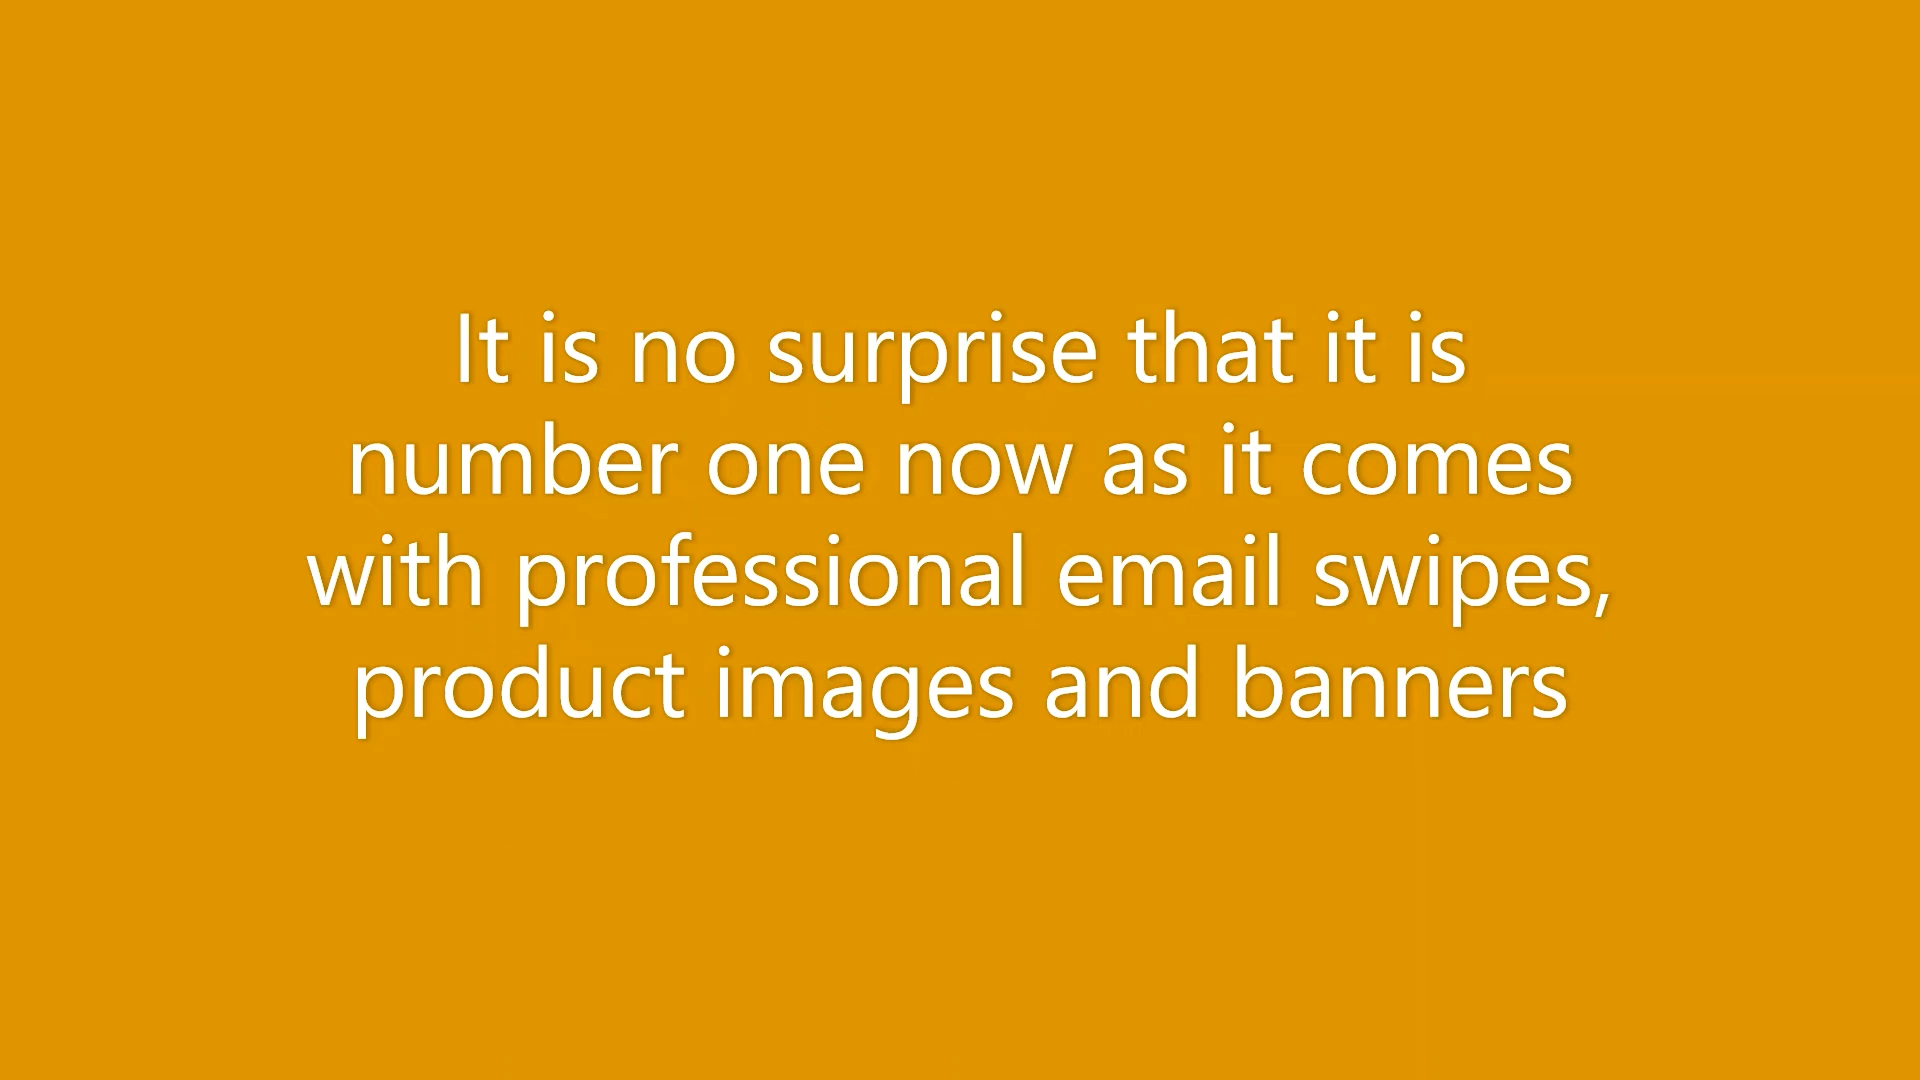 It is no surprise that it is
number one now as it comes
with professional email swipes,
product images and banners